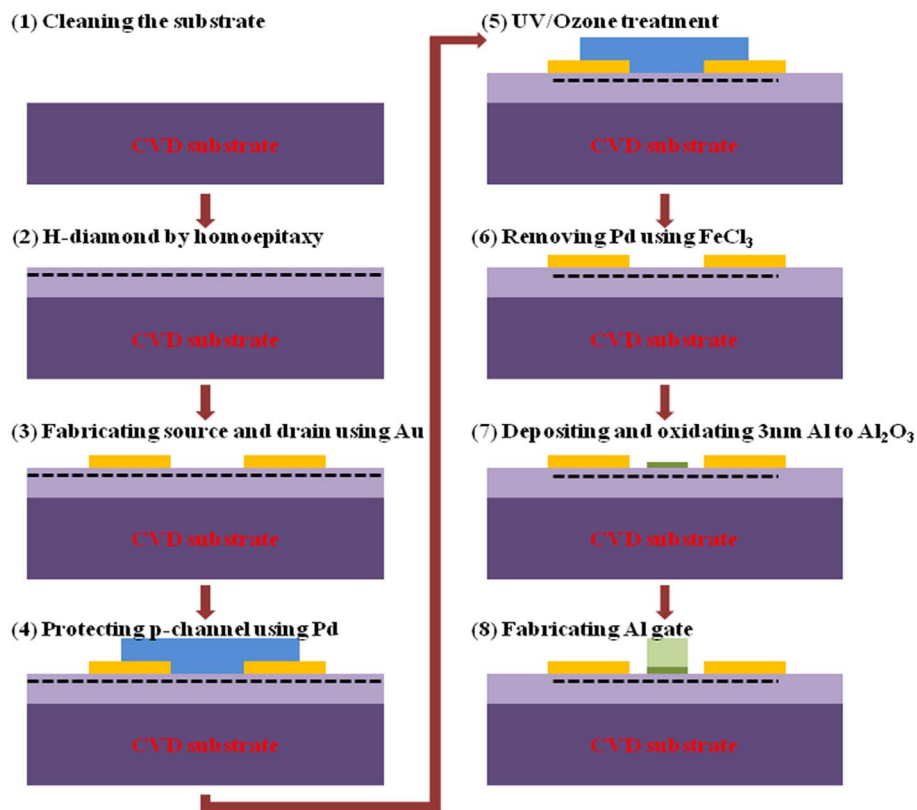 (1) Cleaning the substrate
CVD substrate
(2) H-diamond by homoepitaxy
CVD substrate
(3) Fabricating source and drain using Au
CVD substrate
(4) Protecting p-channel using Pd
CVD substrate
(5) UV/Ozone treatment
CVD substrate
(6) Removing Pd using FeCl₃
CVD substrate
(7) Depositing and oxidating 3nm Al to Al₂O₃
CVD substrate
(8) Fabricating Al gate
CVD substrate